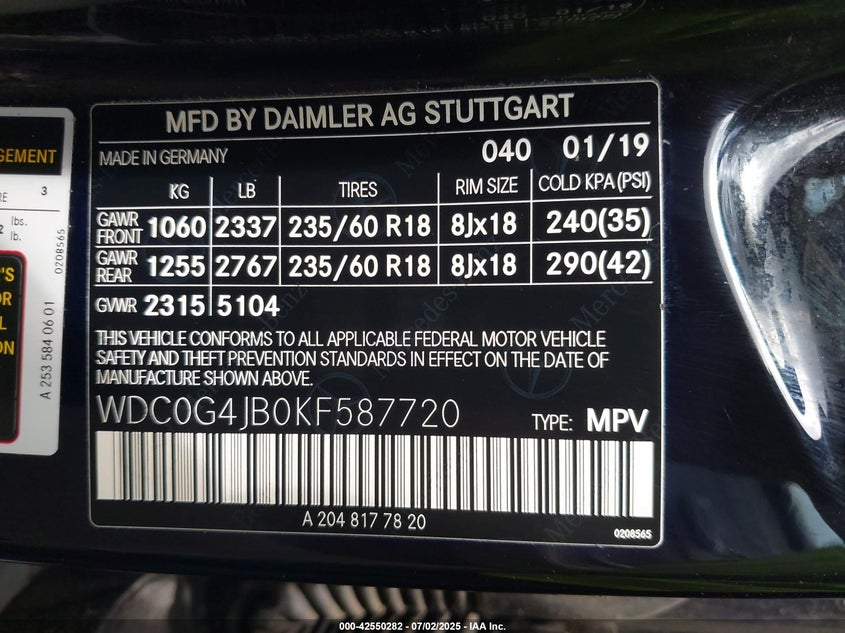 MFD BY DAIMLER AG STUTTGART
MADE IN GERMANY 040 01/19
KG LB TIRES RIM SIZE COLD KPA(PSI)
GAWR FRONT 1060 2337 235/60 R18 8Jx18 240(35)
GAWR REAR 1255 2767 235/60 R18 8Jx18 290(42)
GVWR 2315 5104
THIS VEHICLE CONFORMS TO ALL APPLICABLE FEDERAL MOTOR VEHICLE
SAFETY AND THEFT PREVENTION STANDARDS IN EFFECT ON THE DATE OF
MANUFACTURE SHOWN ABOVE.
WDC0G4JB0KF587720 TYPE: MPV
A 204 817 78 20
0208565
GEMENT
3
lbs.
lb.
0208565
A 253 584 06 01
000-42550282 - 07/02/2025 - IAA Inc.